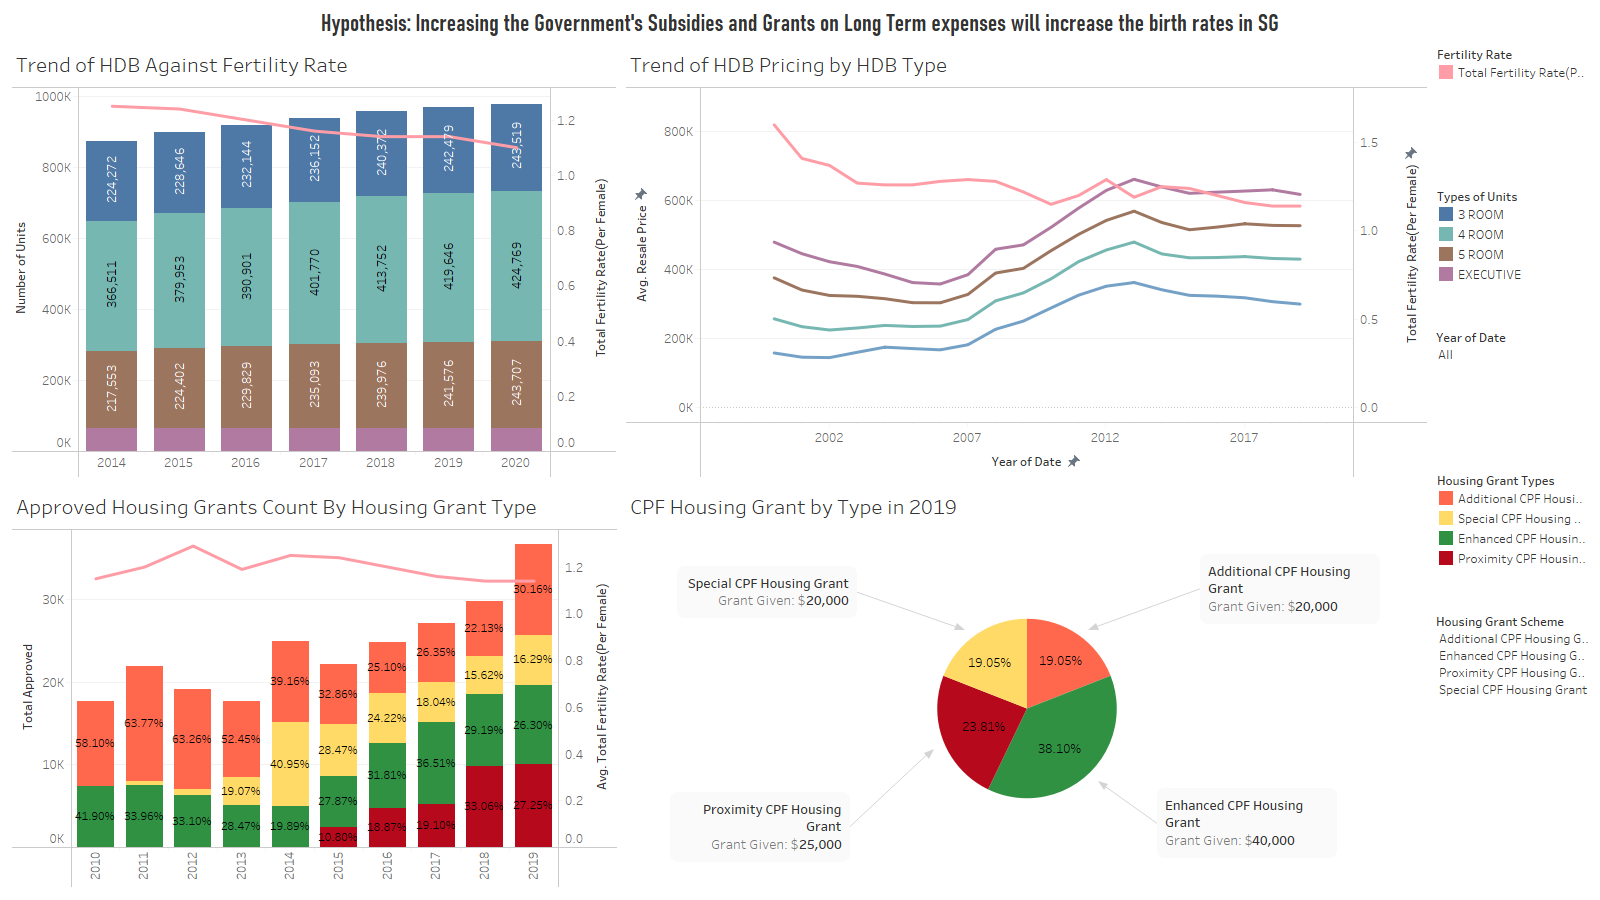 Hypothesis: Increasing the Government's Subsidies and Grants on Long Term expenses will increase the birth rates in SG
Trend of HDB Against Fertility Rate
Number of Units
1000K
800K
600K
400K
200K
0K
1.2
1.0
0.8
0.6
0.4
0.2
0.0
Total Fertility Rate(Per Female)
224,272
228,646
232,144
236,152
240,372
242,479
243,519
366,511
379,953
390,901
401,770
413,752
419,646
424,769
217,553
224,402
229,829
235,093
239,976
241,576
243,707
2014
2015
2016
2017
2018
2019
2020
Trend of HDB Pricing by HDB Type
Avg. Resale Price
800K
600K
400K
200K
0K
1.5
1.0
0.5
0.0
Total Fertility Rate(Per Female)
2002
2007
2012
2017
Year of Date
Fertility Rate
Total Fertility Rate(P..
Types of Units
3 ROOM
4 ROOM
5 ROOM
EXECUTIVE
Year of Date
All
Approved Housing Grants Count By Housing Grant Type
Total Approved
30K
20K
10K
0K
1.2
1.0
0.8
0.6
0.4
0.2
0.0
Avg. Total Fertility Rate(Per Female)
58.10%
41.90%
63.77%
33.96%
63.26%
33.10%
52.45%
19.07%
28.47%
39.16%
40.95%
19.89%
32.86%
28.47%
27.87%
10.80%
25.10%
24.22%
31.81%
18.87%
26.35%
18.04%
36.51%
19.10%
22.13%
15.62%
29.19%
33.06%
30.16%
16.29%
26.30%
27.25%
2010
2011
2012
2013
2014
2015
2016
2017
2018
2019
CPF Housing Grant by Type in 2019
Special CPF Housing Grant
Grant Given: $20,000
Additional CPF Housing
Grant
Grant Given: $20,000
19.05%
19.05%
23.81%
38.10%
Proximity CPF Housing
Grant
Grant Given: $25,000
Enhanced CPF Housing
Grant
Grant Given: $40,000
Housing Grant Types
Additional CPF Housi..
Special CPF Housing ..
Enhanced CPF Housin..
Proximity CPF Housin..
Housing Grant Scheme
Additional CPF Housing G..
Enhanced CPF Housing G..
Proximity CPF Housing G..
Special CPF Housing Grant